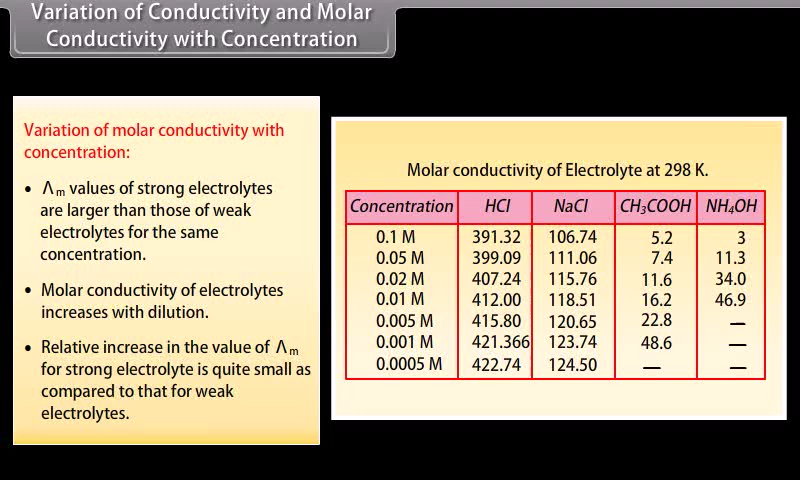 Variation of Conductivity and Molar
Conductivity with Concentration
Variation of molar conductivity with
concentration:
• Λm values of strong electrolytes
are larger than those of weak
electrolytes for the same
concentration.
• Molar conductivity of electrolytes
increases with dilution.
• Relative increase in the value of Λm
for strong electrolyte is quite small as
compared to that for weak
electrolytes.
Molar conductivity of Electrolyte at 298 K.
Concentration HCl NaCl CH₃COOH NH₄OH
0.1 M 391.32 106.74 5.2 3
0.05 M 399.09 111.06 7.4 11.3
0.02 M 407.24 115.76 11.6 34.0
0.01 M 412.00 118.51 16.2 46.9
0.005 M 415.80 120.65 22.8 —
0.001 M 421.366 123.74 48.6 —
0.0005 M 422.74 124.50 — —